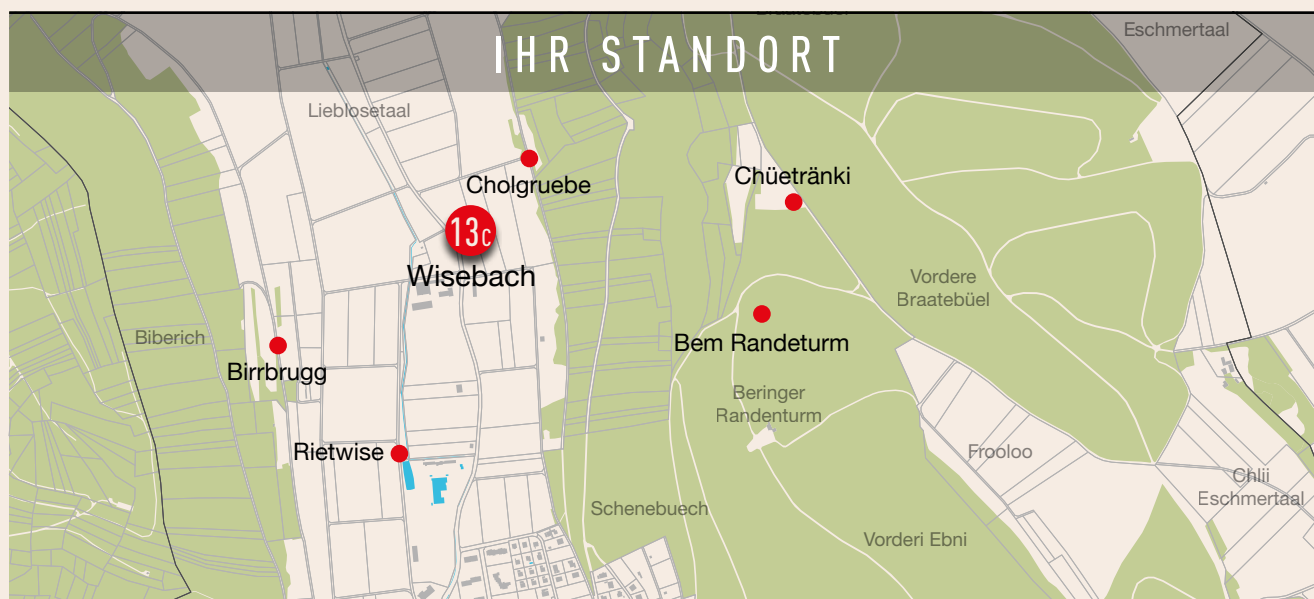 IHR STANDORT
Braatebüel
Eschmertaal
Lieblosetaal
Cholgruebe
Chüetränki
13c
Wisebach
Vordere
Braatebüel
Biberich
Bem Randeturm
Birrbrugg
Beringer
Randenturm
Rietwise
Frooloo
Chlii
Eschmertaal
Schenebuech
Vorderi Ebni